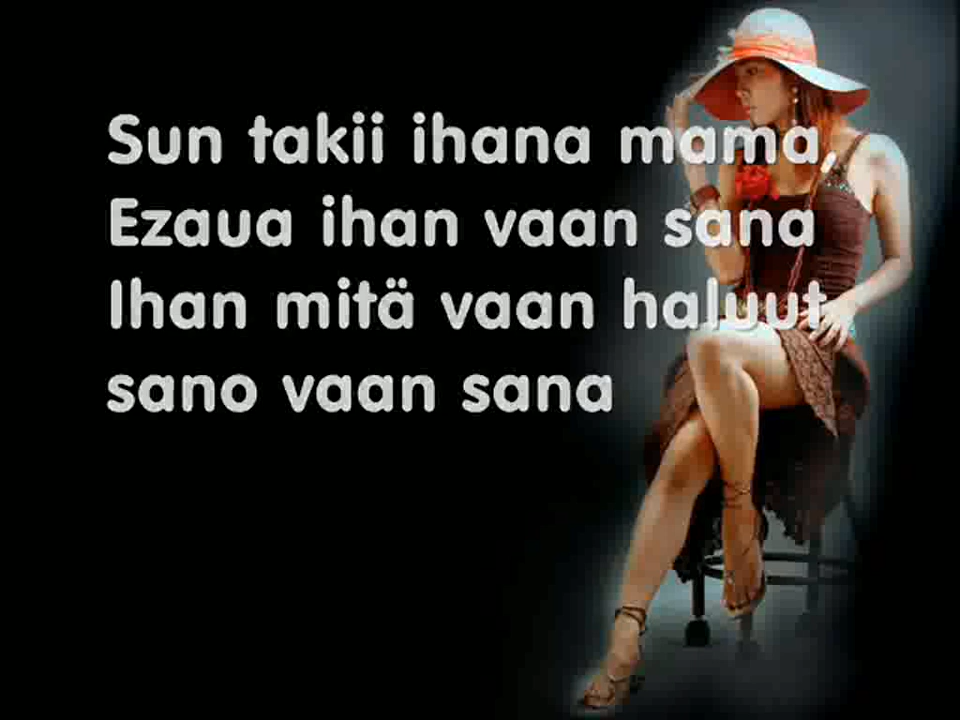 Sun takii ihana mama,
Ezaua ihan vaan sana
Ihan mitä vaan haluut,
sano vaan sana